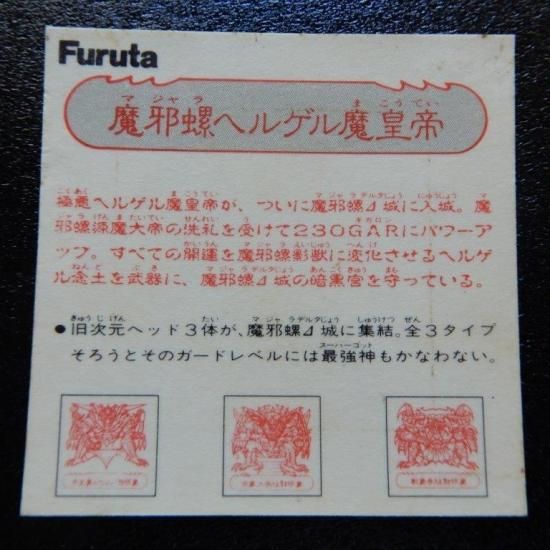 Furuta
魔邪螺ヘルゲル魔皇帝
極悪ヘルゲル魔皇帝が、ついに魔邪螺⊿城に入城。魔
邪螺源魔大帝の洗礼を受けて230GARにパワーア
ップ。すべての開運を魔邪螺影獣に変化させるヘルゲ
ル念土を武器に、魔邪螺⊿城の暗黒宮を守っている。
●旧次元ヘッド3体が、魔邪螺⊿城に集結。全3タイプ
そろうとそのガードレベルには最強神もかなわない。